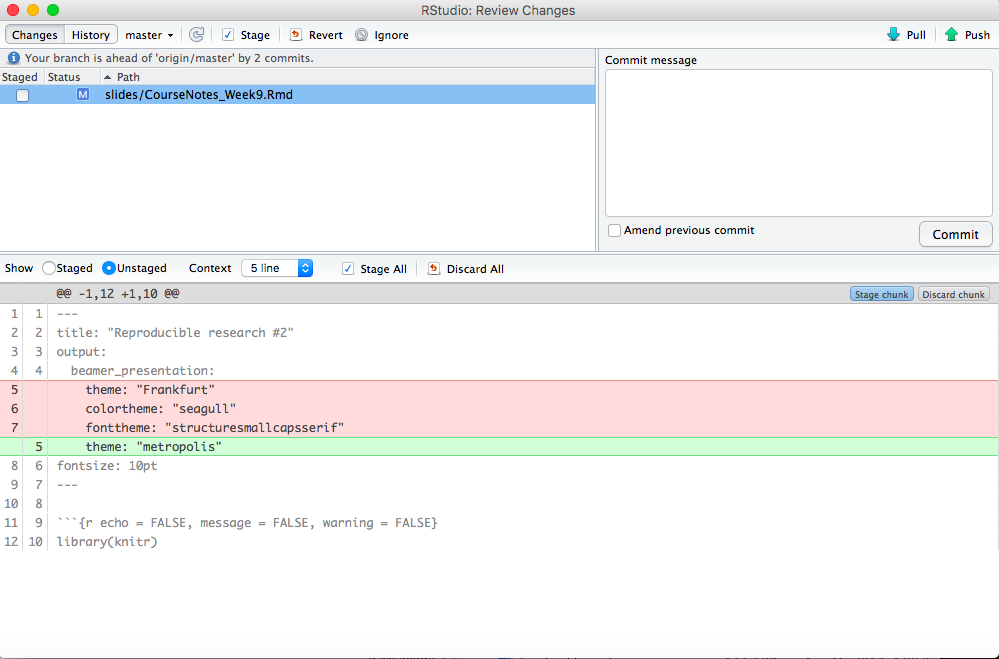 RStudio: Review Changes
Changes History master Stage Revert Ignore Pull Push
Your branch is ahead of 'origin/master' by 2 commits.
Staged Status Path
M slides/CourseNotes_Week9.Rmd
Commit message
Amend previous commit
Commit
Show Staged Unstaged Context 5 line Stage All Discard All
@@ -1,12 +1,10 @@ Stage chunk Discard chunk
1 1 ---
2 2 title: "Reproducible research #2"
3 3 output:
4 4 beamer_presentation:
5 theme: "Frankfurt"
6 colortheme: "seagull"
7 fonttheme: "structuresmallcapsserif"
5 theme: "metropolis"
8 6 fontsize: 10pt
9 7 ---
10 8
11 9 ```{r echo = FALSE, message = FALSE, warning = FALSE}
12 10 library(knitr)